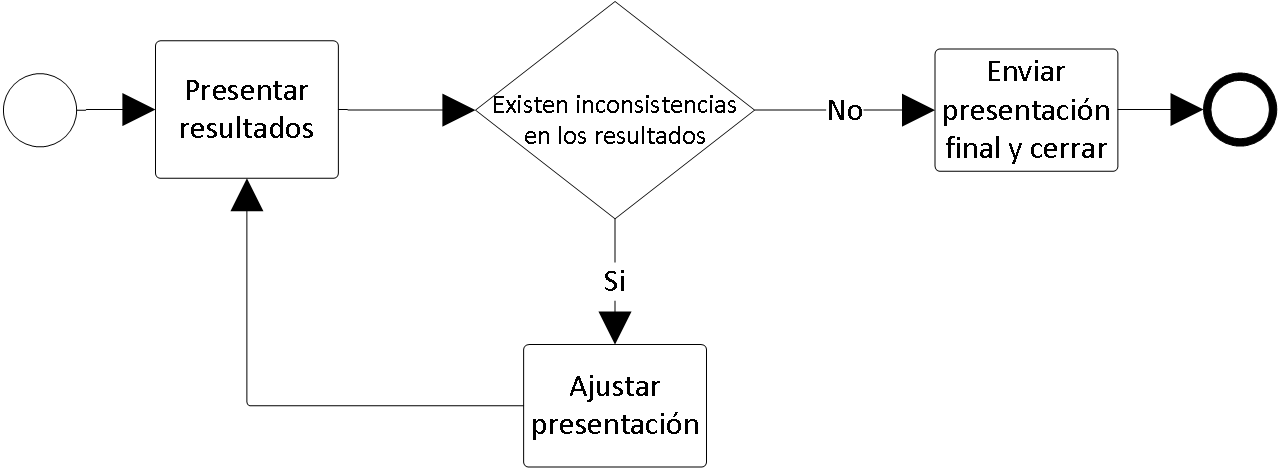 Presentar
resultados
Existen inconsistencias
en los resultados
No
Enviar
presentación
final y cerrar
Si
Ajustar
presentación